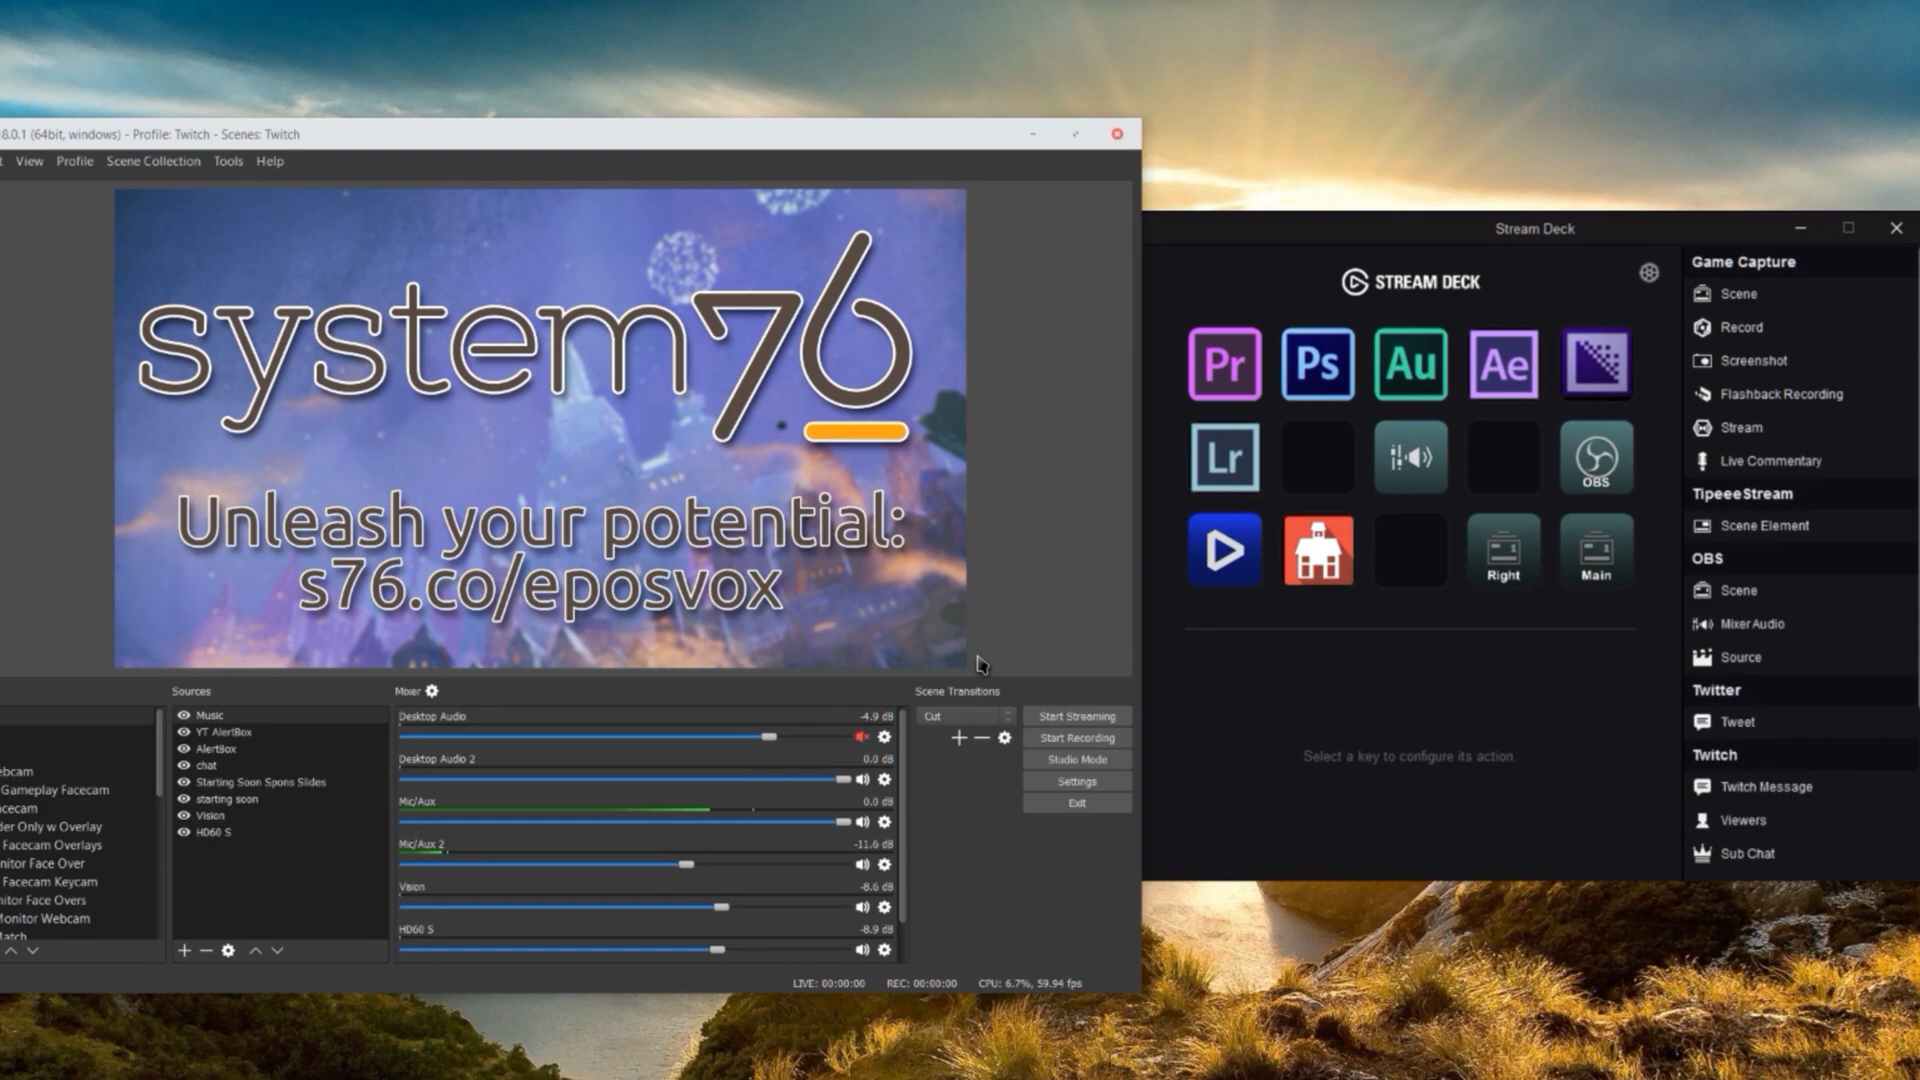 8.0.1 (64bit, windows) - Profile: Twitch - Scenes: Twitch
View Profile Scene Collection Tools Help
system76
Unleash your potential:
s76.co/eposvox
Sources
Music
YT AlertBox
AlertBox
chat
Starting Soon Spons Slides
starting soon
Vision
HD60 S
ebcam
Gameplay Facecam
acecam
der Only w Overlay
Facecam Overlays
nitor Face Over
Facecam Keycam
nitor Face Overs
Monitor Webcam
Match
Mixer
Desktop Audio -4.9 dB
Desktop Audio 2 0.0 dB
Mic/Aux 0.0 dB
Mic/Aux 2 -11.6 dB
Vision -8.6 dB
HD60 S -8.9 dB
Scene Transitions
Cut
Start Streaming
Start Recording
Studio Mode
Settings
Exit
LIVE: 00:00:00 REC: 00:00:00 CPU: 6.7%, 59.94 fps
Stream Deck
STREAM DECK
Pr Ps Au Ae
Lr OBS
Right Main
Select a key to configure its action.
Game Capture
Scene
Record
Screenshot
Flashback Recording
Stream
Live Commentary
TipeeeStream
Scene Element
OBS
Scene
Mixer Audio
Source
Twitter
Tweet
Twitch
Twitch Message
Viewers
Sub Chat